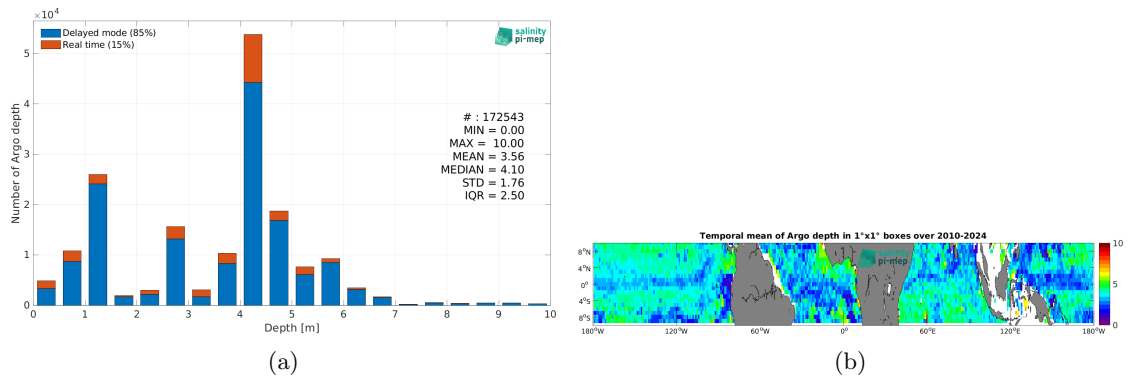 ×10⁴
Delayed mode (85%)
Real time (15%)
salinity
pi-mep
5
4
3
2
1
0
Number of Argo depth
# : 172543
MIN = 0.00
MAX = 10.00
MEAN = 3.56
MEDIAN = 4.10
STD = 1.76
IQR = 2.50
0 1 2 3 4 5 6 7 8 9 10
Depth [m]
(a)
Temporal mean of Argo depth in 1°x1° boxes over 2010-2024
salinity
pi-mep
8°N
4°N
0°
4°S
8°S
180°W 120°W 60°W 0° 60°E 120°E 180°W
10
5
0
(b)